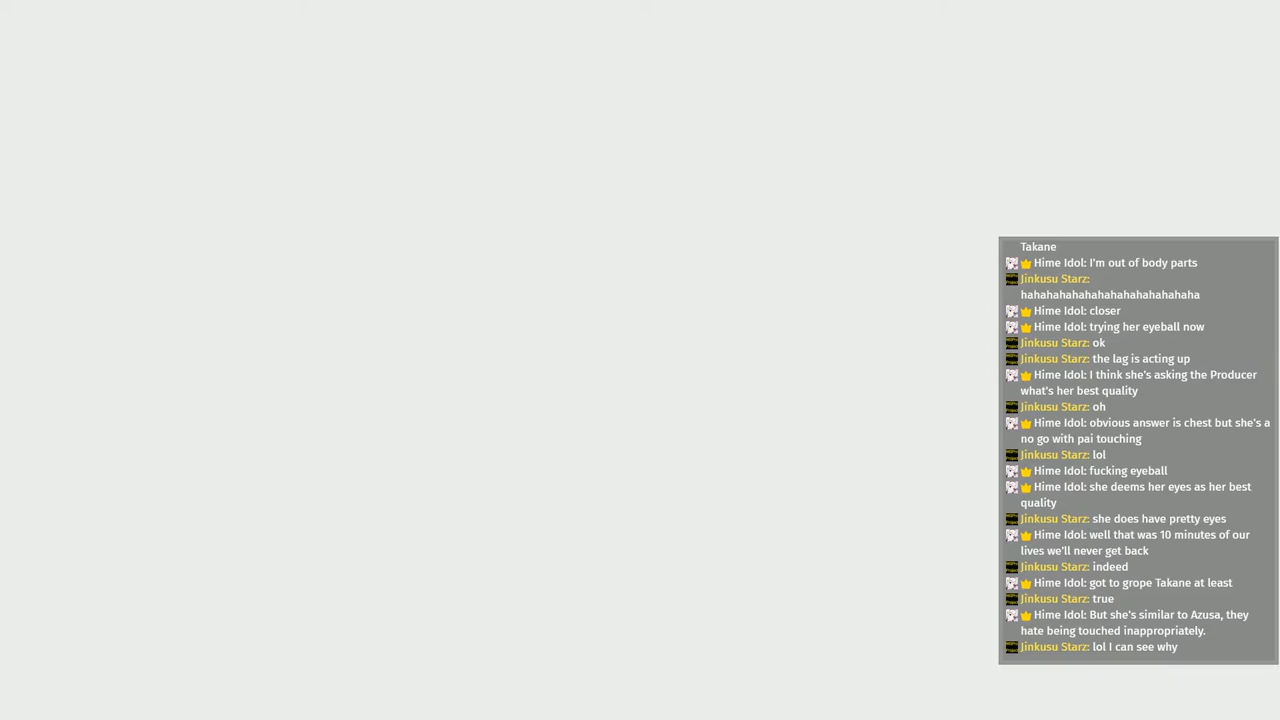 Takane
Hime Idol: I'm out of body parts
Jinkusu Starz:
hahahahahahahahahahahahahaha
Hime Idol: closer
Hime Idol: trying her eyeball now
Jinkusu Starz: ok
Jinkusu Starz: the lag is acting up
Hime Idol: I think she's asking the Producer
what's her best quality
Jinkusu Starz: oh
Hime Idol: obvious answer is chest but she's a
no go with pai touching
Jinkusu Starz: lol
Hime Idol: fucking eyeball
Hime Idol: she deems her eyes as her best
quality
Jinkusu Starz: she does have pretty eyes
Hime Idol: well that was 10 minutes of our
lives we'll never get back
Jinkusu Starz: indeed
Hime Idol: got to grope Takane at least
Jinkusu Starz: true
Hime Idol: But she's similar to Azusa, they
hate being touched inappropriately.
Jinkusu Starz: lol I can see why